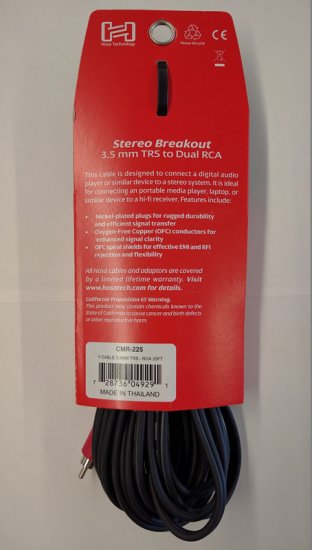 Hosa Technology
Please Recycle
CE
Stereo Breakout
3.5 mm TRS to Dual RCA
This cable is designed to connect a digital audio
player or similar device to a stereo system. It is ideal
for connecting an portable media player, laptop, or
similar device to a hi-fi receiver. Features include:
• Nickel-plated plugs for rugged durability
and efficient signal transfer
• Oxygen-Free Copper (OFC) conductors for
enhanced signal clarity
• OFC spiral shields for effective EMI and RFI
rejection and flexibility
All Hosa cables and adaptors are covered
by a limited lifetime warranty. Visit
www.hosatech.com for details.
California Proposition 65 Warning.
This product may contain chemicals known to the
State of California to cause cancer and birth defects
or other reproductive harm.
CMR-225
Y CABLE 3.5MM TRS - RCA 25FT
7 28736 04929 1
MADE IN THAILAND